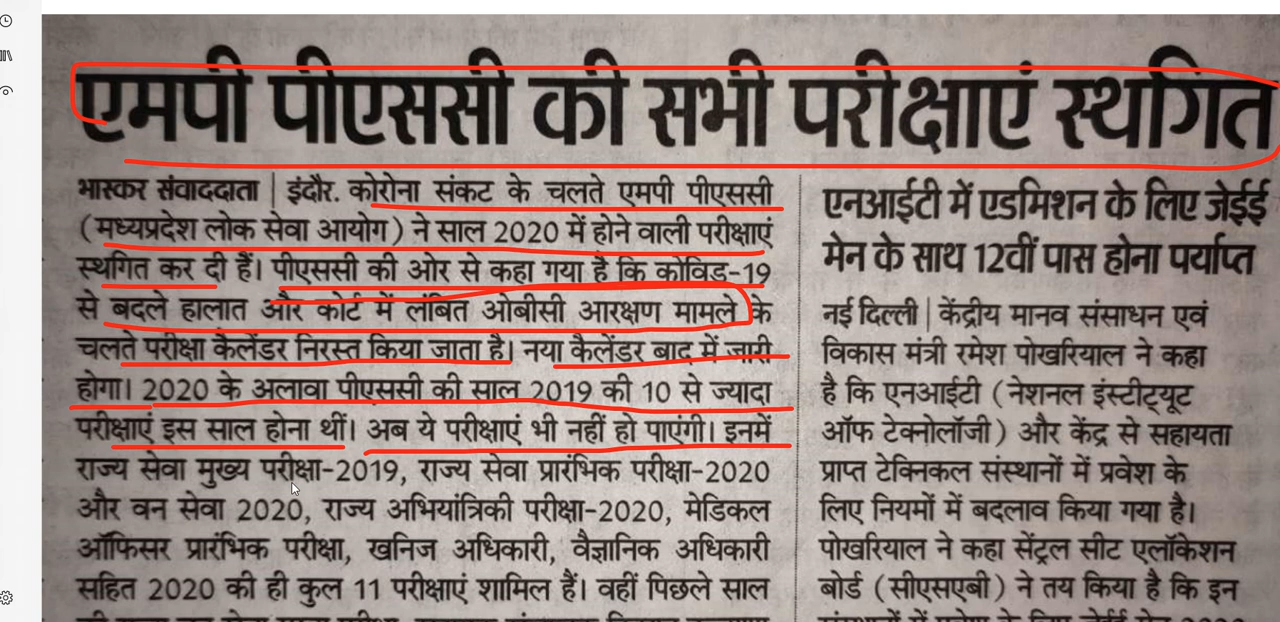 एमपी पीएससी की सभी परीक्षाएं स्थगित
भास्कर संवाददाता | इंदौर. कोरोना संकट के चलते एमपी पीएससी
(मध्यप्रदेश लोक सेवा आयोग) ने साल 2020 में होने वाली परीक्षाएं
स्थगित कर दी हैं। पीएससी की ओर से कहा गया है कि कोविड-19
से बदले हालात और कोर्ट में लंबित ओबीसी आरक्षण मामले के
चलते परीक्षा कैलेंडर निरस्त किया जाता है। नया कैलेंडर बाद में जारी
होगा। 2020 के अलावा पीएससी की साल 2019 की 10 से ज्यादा
परीक्षाएं इस साल होना थीं। अब ये परीक्षाएं भी नहीं हो पाएंगी। इनमें
राज्य सेवा मुख्य परीक्षा-2019, राज्य सेवा प्रारंभिक परीक्षा-2020
और वन सेवा 2020, राज्य अभियांत्रिकी परीक्षा-2020, मेडिकल
ऑफिसर प्रारंभिक परीक्षा, खनिज अधिकारी, वैज्ञानिक अधिकारी
सहित 2020 की ही कुल 11 परीक्षाएं शामिल हैं। वहीं पिछले साल
एनआईटी में एडमिशन के लिए जेईई
मेन के साथ 12वीं पास होना पर्याप्त
नई दिल्ली | केंद्रीय मानव संसाधन एवं
विकास मंत्री रमेश पोखरियाल ने कहा
है कि एनआईटी (नेशनल इंस्टीट्यूट
ऑफ टेक्नोलॉजी) और केंद्र से सहायता
प्राप्त टेक्निकल संस्थानों में प्रवेश के
लिए नियमों में बदलाव किया गया है।
पोखरियाल ने कहा सेंट्रल सीट एलॉकेशन
बोर्ड (सीएसएबी) ने तय किया है कि इन